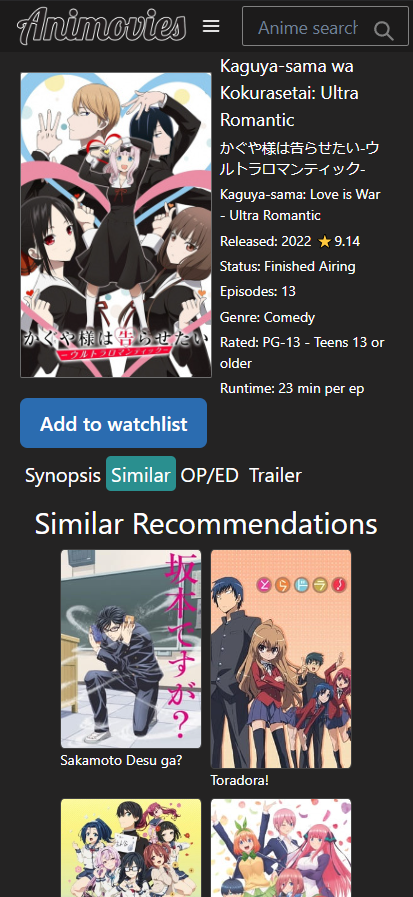 Animovies
Anime search
Kaguya-sama wa
Kokurasetai: Ultra
Romantic
かぐや様は告らせたい-ウ
ルトラロマンティック-
Kaguya-sama: Love is War
- Ultra Romantic
Released: 2022 ★ 9.14
Status: Finished Airing
Episodes: 13
Genre: Comedy
Rated: PG-13 - Teens 13 or
older
Runtime: 23 min per ep
かぐや様は告らせたい
ーウルトラロマンティックー
Add to watchlist
Synopsis Similar OP/ED Trailer
Similar Recommendations
坂本ですが?
Sakamoto Desu ga?
とらドラ!
Toradora!